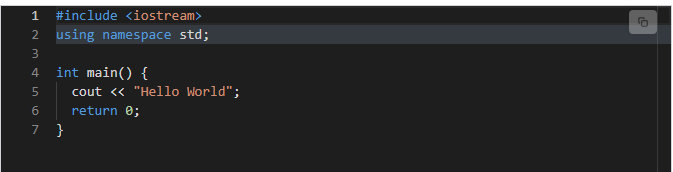 1 #include <iostream>
2 using namespace std;
3
4 int main() {
5   cout << "Hello World";
6   return 0;
7 }